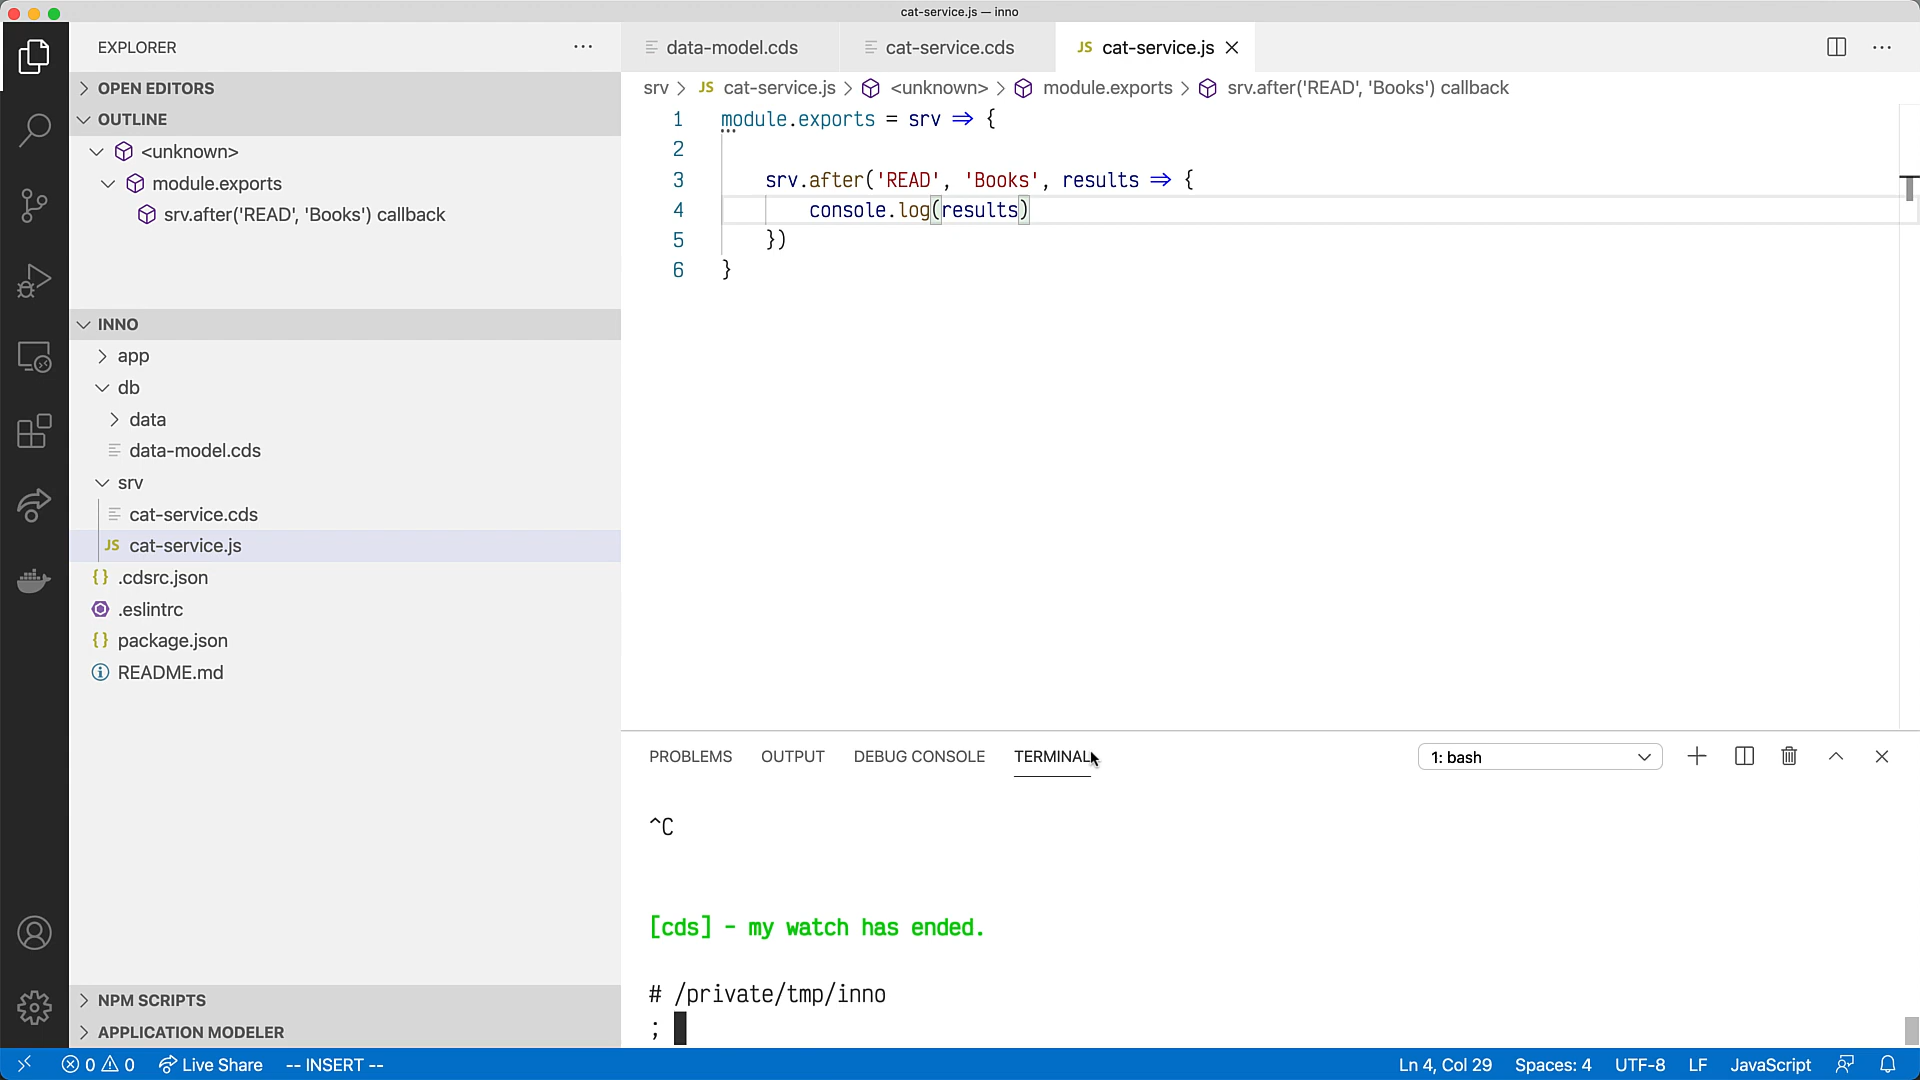 cat-service.js — inno
EXPLORER
OPEN EDITORS
OUTLINE
<unknown>
module.exports
srv.after('READ', 'Books') callback
INNO
app
db
data
data-model.cds
srv
cat-service.cds
JS cat-service.js
{} .cdsrc.json
.eslintrc
{} package.json
README.md
NPM SCRIPTS
APPLICATION MODELER
data-model.cds
cat-service.cds
JS cat-service.js
srv > JS cat-service.js > <unknown> > module.exports > srv.after('READ', 'Books') callback
1 module.exports = srv => {
2
3 srv.after('READ', 'Books', results => {
4 console.log(results)
5 })
6 }
PROBLEMS OUTPUT DEBUG CONSOLE TERMINAL
1: bash
^C
[cds] - my watch has ended.
# /private/tmp/inno
;
0 0 Live Share -- INSERT --
Ln 4, Col 29 Spaces: 4 UTF-8 LF JavaScript